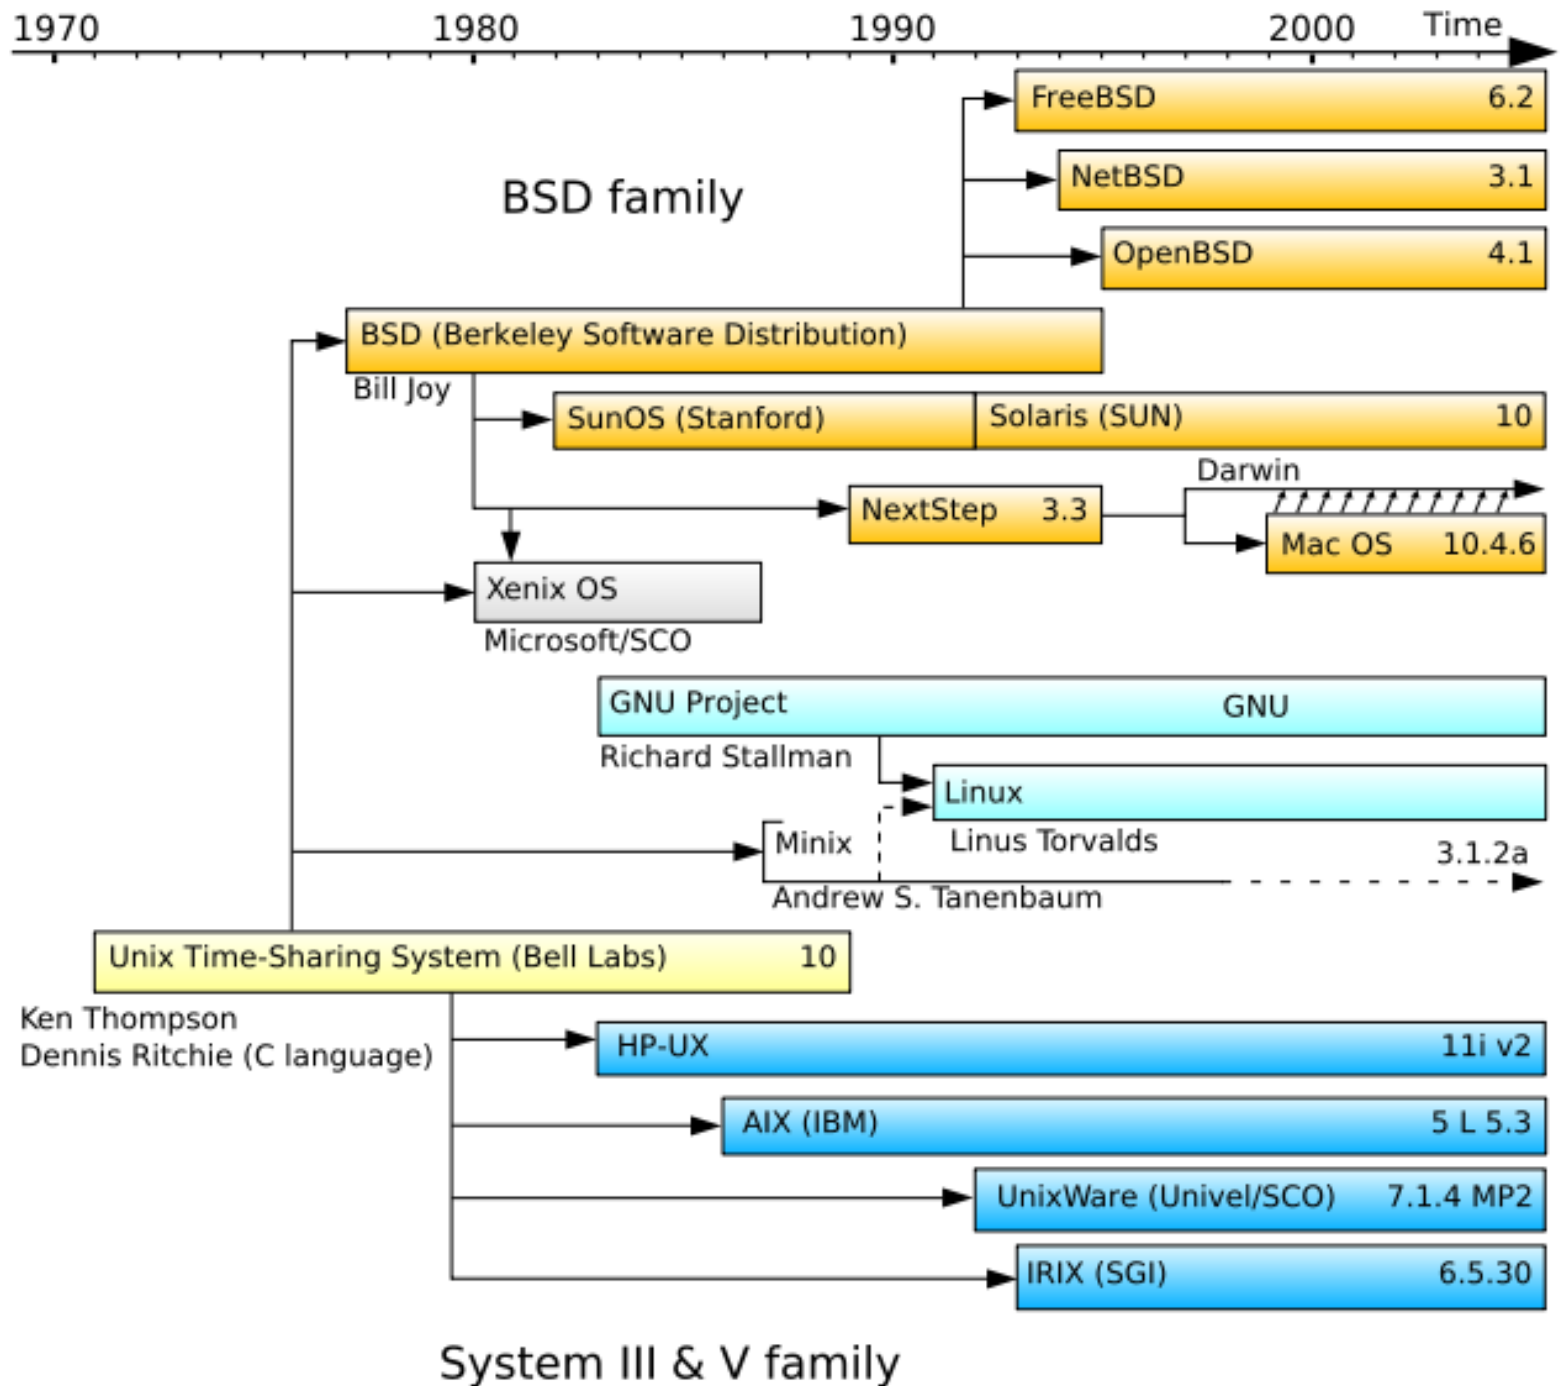 1970 1980 1990 2000 Time
FreeBSD 6.2
NetBSD 3.1
BSD family
OpenBSD 4.1
BSD (Berkeley Software Distribution)
Bill Joy
SunOS (Stanford) Solaris (SUN) 10
Darwin
NextStep 3.3
Mac OS 10.4.6
Xenix OS
Microsoft/SCO
GNU Project GNU
Richard Stallman
Linux
Linus Torvalds
Minix
3.1.2a
Andrew S. Tanenbaum
Unix Time-Sharing System (Bell Labs) 10
Ken Thompson
Dennis Ritchie (C language)
HP-UX 11i v2
AIX (IBM) 5 L 5.3
UnixWare (Univel/SCO) 7.1.4 MP2
IRIX (SGI) 6.5.30
System III & V family